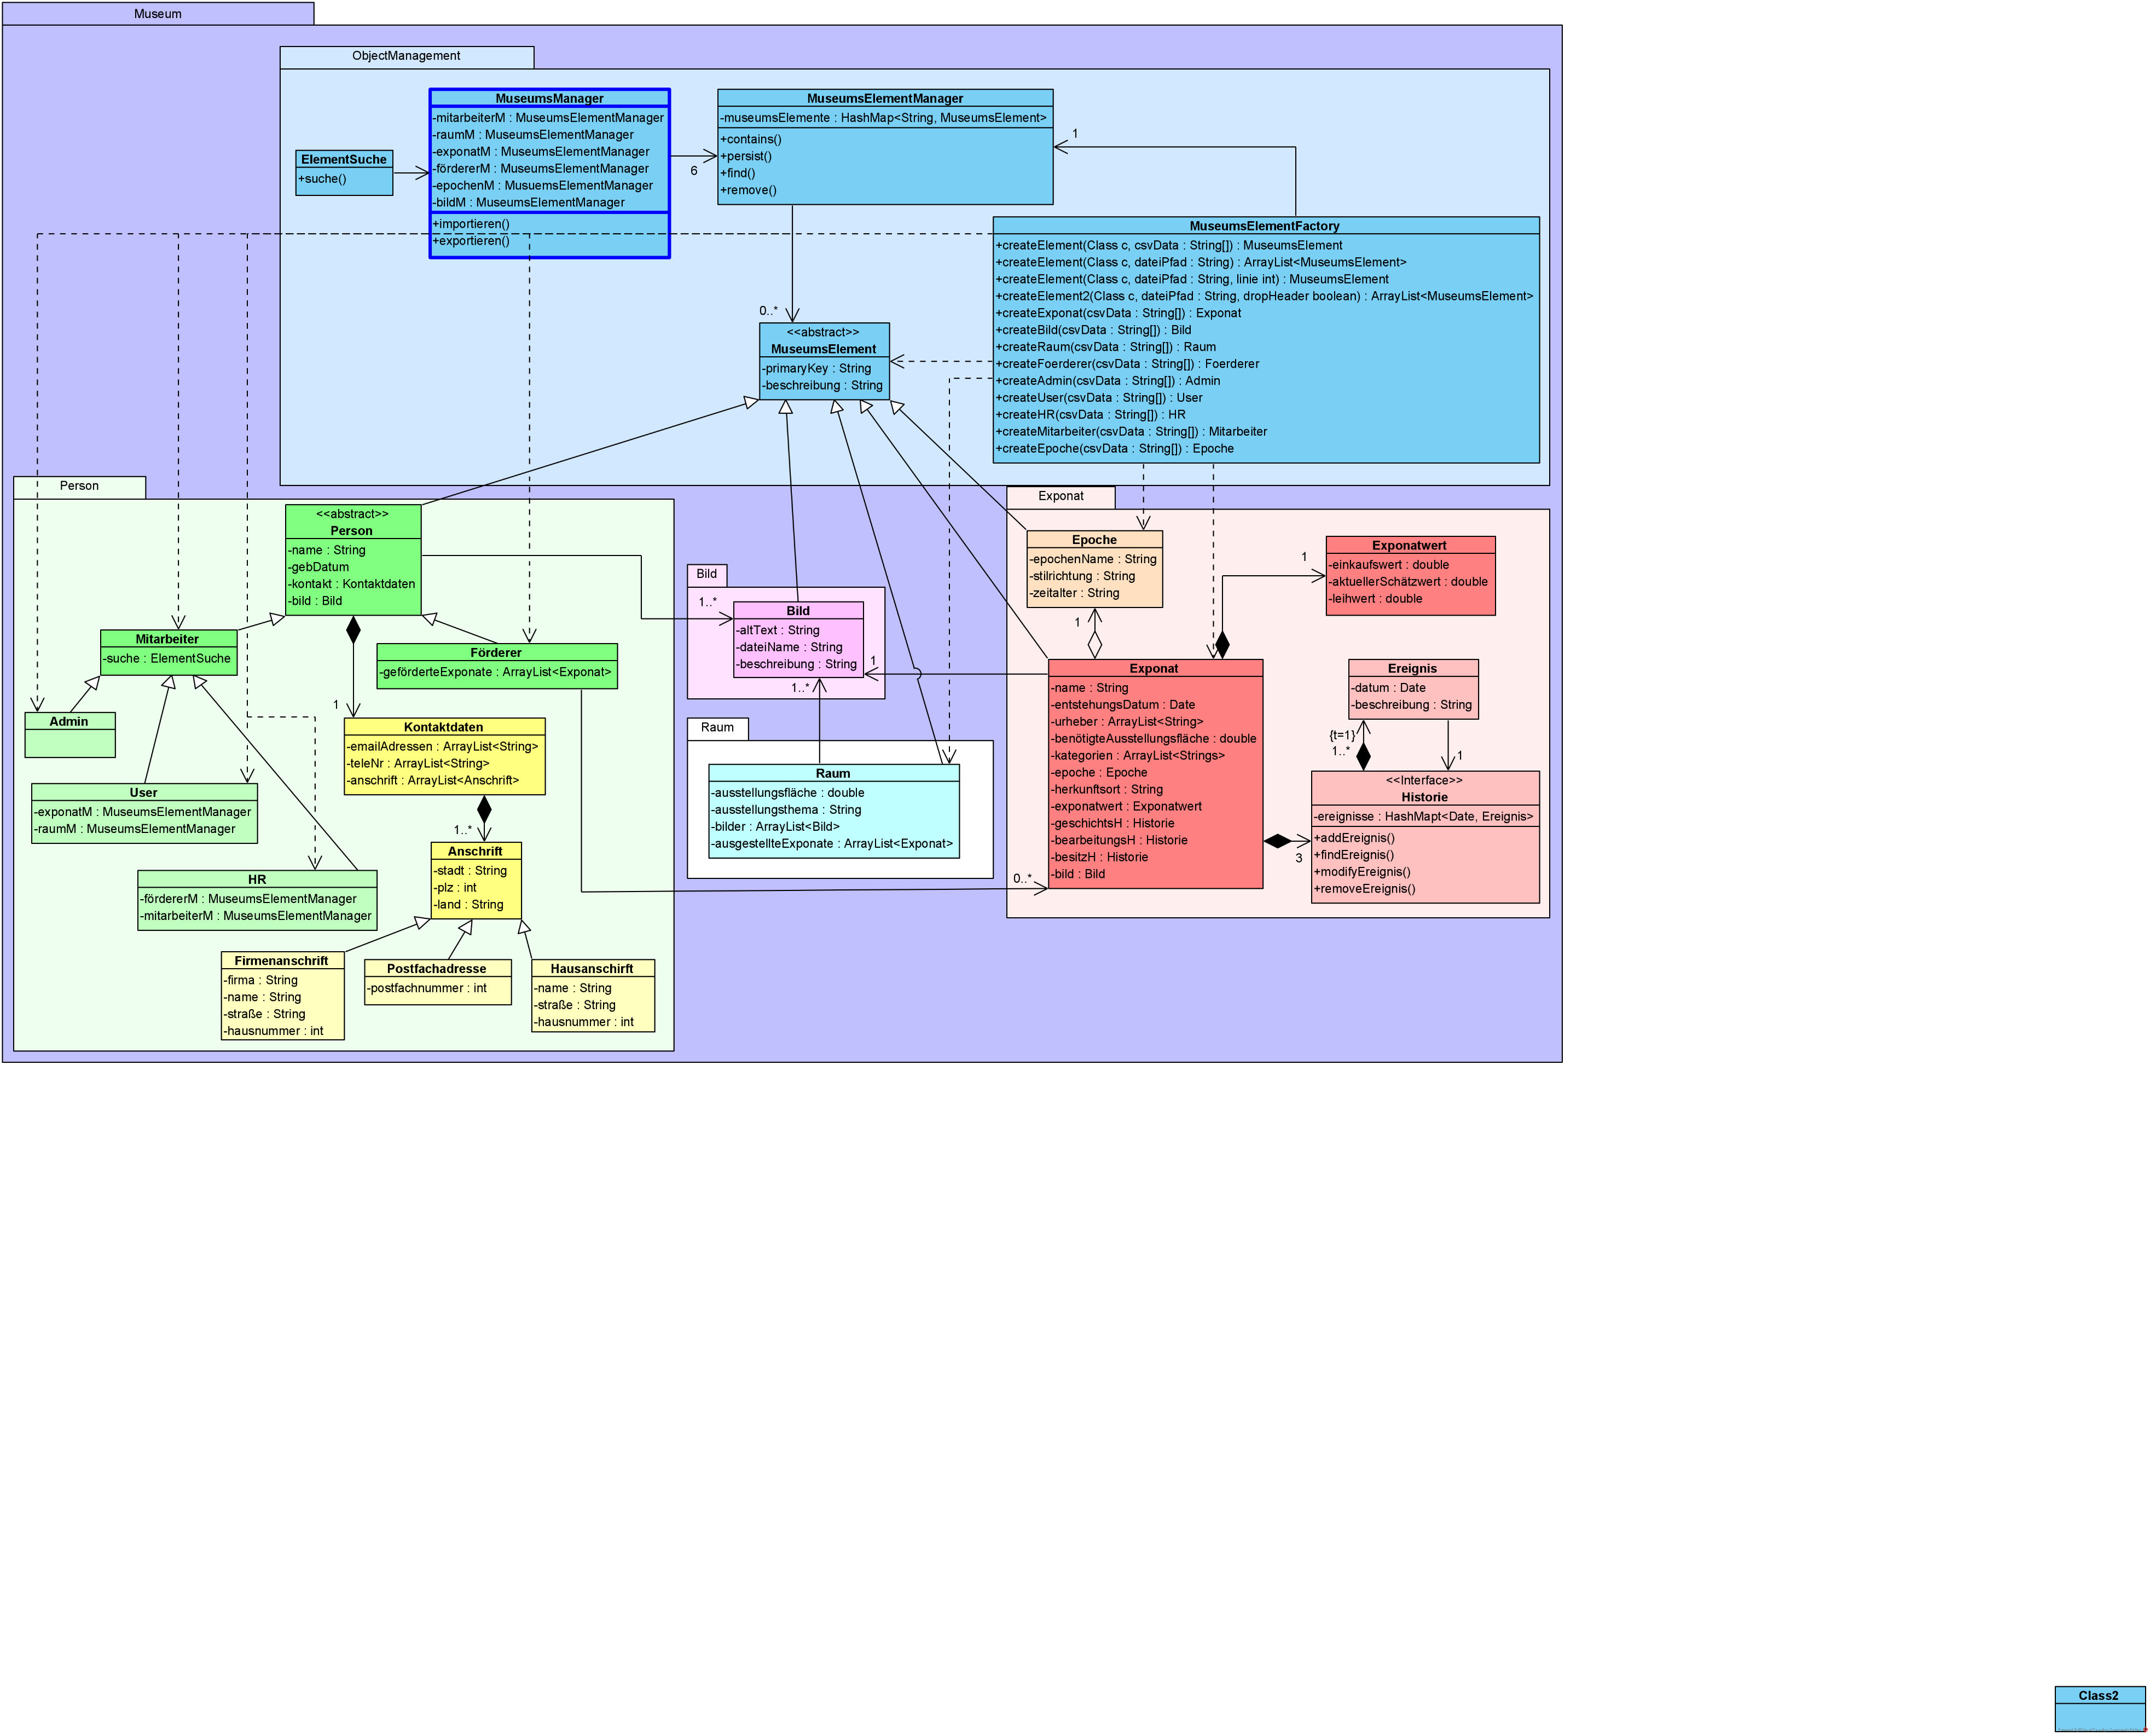 Museum
ObjectManagement
MuseumsManager
-mitarbeiterM : MuseumsElementManager
-raumM : MuseumsElementManager
-exponatM : MuseumsElementManager
-fördererM : MuseumsElementManager
-epochenM : MusuemsElementManager
-bildM : MuseumsElementManager
+importieren()
+exportieren()
ElementSuche
+suche()
6
MuseumsElementManager
-museumsElemente : HashMap<String, MuseumsElement>
+contains()
+persist()
+find()
+remove()
1
MuseumsElementFactory
+createElement(Class c, csvData : String[]) : MuseumsElement
+createElement(Class c, dateiPfad : String) : ArrayList<MuseumsElement>
+createElement(Class c, dateiPfad : String, linie int) : MuseumsElement
+createElement2(Class c, dateiPfad : String, dropHeader boolean) : ArrayList<MuseumsElement>
+createExponat(csvData : String[]) : Exponat
+createBild(csvData : String[]) : Bild
+createRaum(csvData : String[]) : Raum
+createFoerderer(csvData : String[]) : Foerderer
+createAdmin(csvData : String[]) : Admin
+createUser(csvData : String[]) : User
+createHR(csvData : String[]) : HR
+createMitarbeiter(csvData : String[]) : Mitarbeiter
+createEpoche(csvData : String[]) : Epoche
0..*
<<abstract>>
MuseumsElement
-primaryKey : String
-beschreibung : String
Person
<<abstract>>
Person
-name : String
-gebDatum
-kontakt : Kontaktdaten
-bild : Bild
Mitarbeiter
-suche : ElementSuche
Förderer
-geförderteExponate : ArrayList<Exponat>
Admin
1
Kontaktdaten
-emailAdressen : ArrayList<String>
-teleNr : ArrayList<String>
-anschrift : ArrayList<Anschrift>
User
-exponatM : MuseumsElementManager
-raumM : MuseumsElementManager
1..*
Anschrift
-stadt : String
-plz : int
-land : String
HR
-fördererM : MuseumsElementManager
-mitarbeiterM : MuseumsElementManager
Firmenanschrift
-firma : String
-name : String
-straße : String
-hausnummer : int
Postfachadresse
-postfachnummer : int
Hausanschirft
-name : String
-straße : String
-hausnummer : int
Bild
1..*
Bild
-altText : String
-dateiName : String
-beschreibung : String
1
1..*
Raum
Raum
-ausstellungsfläche : double
-ausstellungsthema : String
-bilder : ArrayList<Bild>
-ausgestellteExponate : ArrayList<Exponat>
0..*
Exponat
Epoche
-epochenName : String
-stilrichtung : String
-zeitalter : String
1
1
Exponatwert
-einkaufswert : double
-aktuellerSchätzwert : double
-leihwert : double
Exponat
-name : String
-entstehungsDatum : Date
-urheber : ArrayList<String>
-benötigteAusstellungsfläche : double
-kategorien : ArrayList<Strings>
-epoche : Epoche
-herkunftsort : String
-exponatwert : Exponatwert
-geschichtsH : Historie
-bearbeitungsH : Historie
-besitzH : Historie
-bild : Bild
Ereignis
-datum : Date
-beschreibung : String
{t=1}
1..*
1
<<Interface>>
Historie
-ereignisse : HashMapt<Date, Ereignis>
+addEreignis()
+findEreignis()
+modifyEreignis()
+removeEreignis()
3
Class2